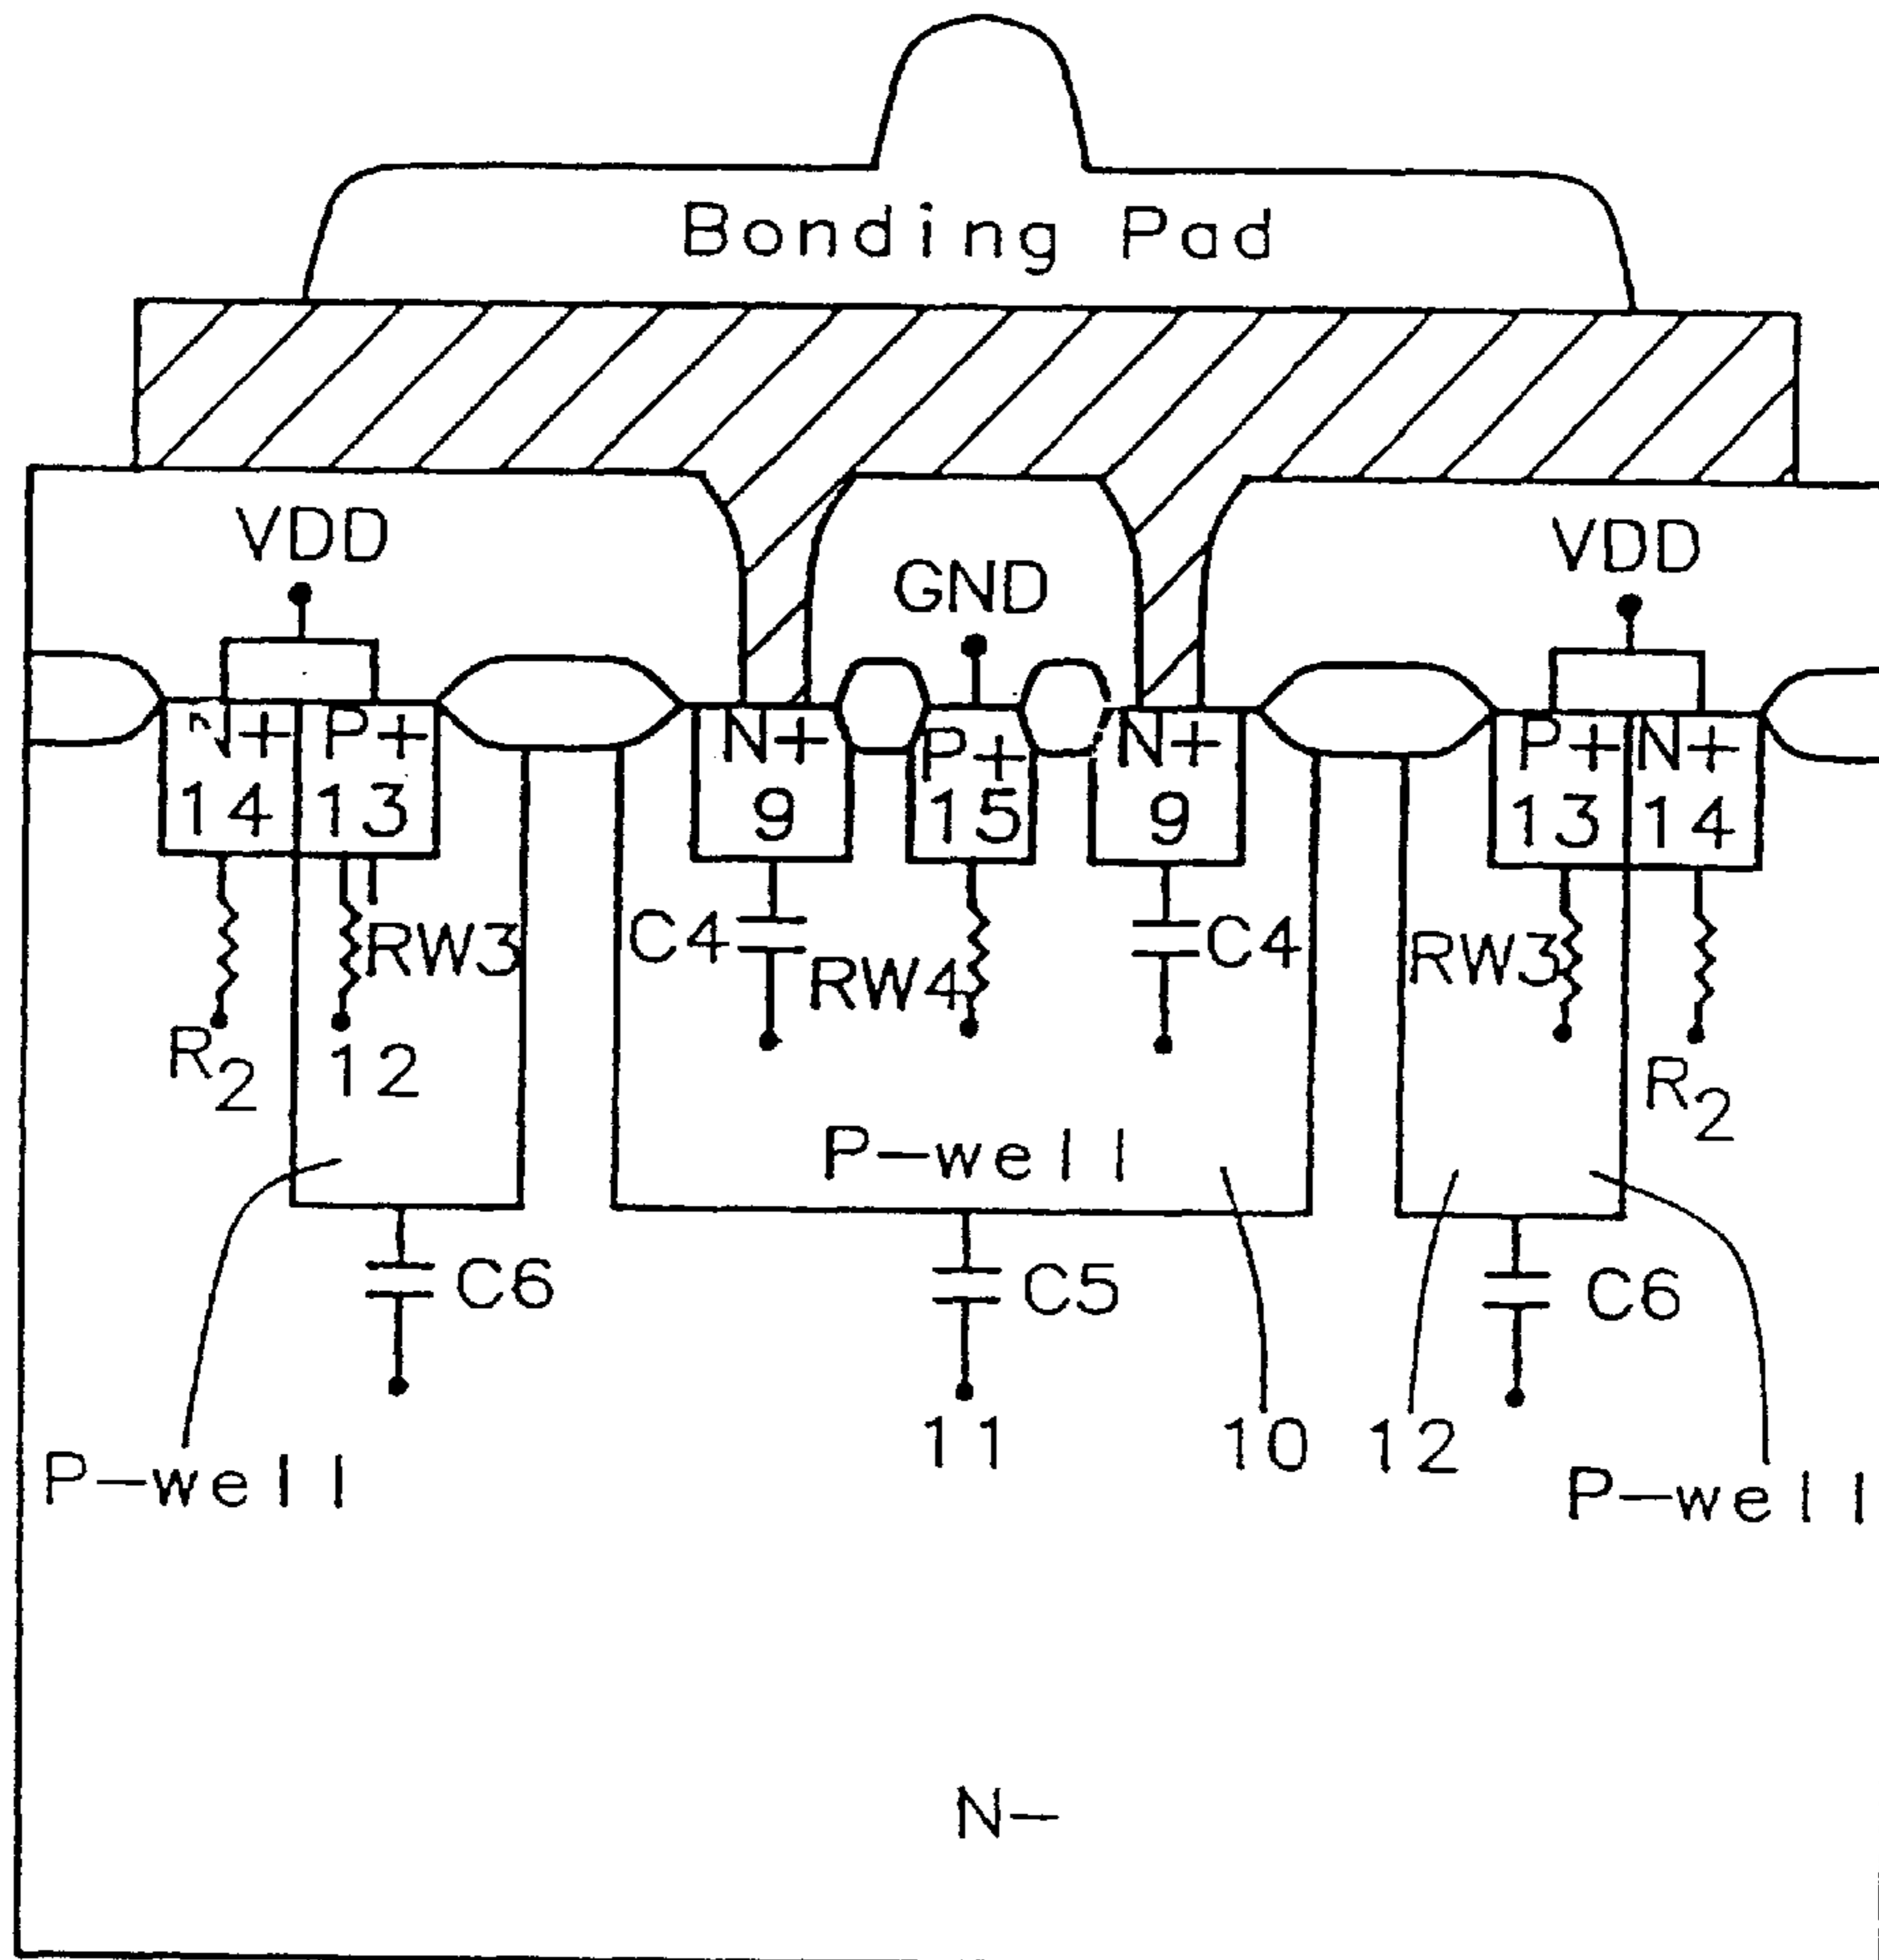 Bonding Pad
VDD
GND
VDD
N+ P+ N+ P+ N+ P+ N+
14 13 9 15 9 13 14
RW3 C4 RW4 C4 RW3
R2 12 R2
P-well
C6 C5 C6
11 10 12
P-well P-well
N-